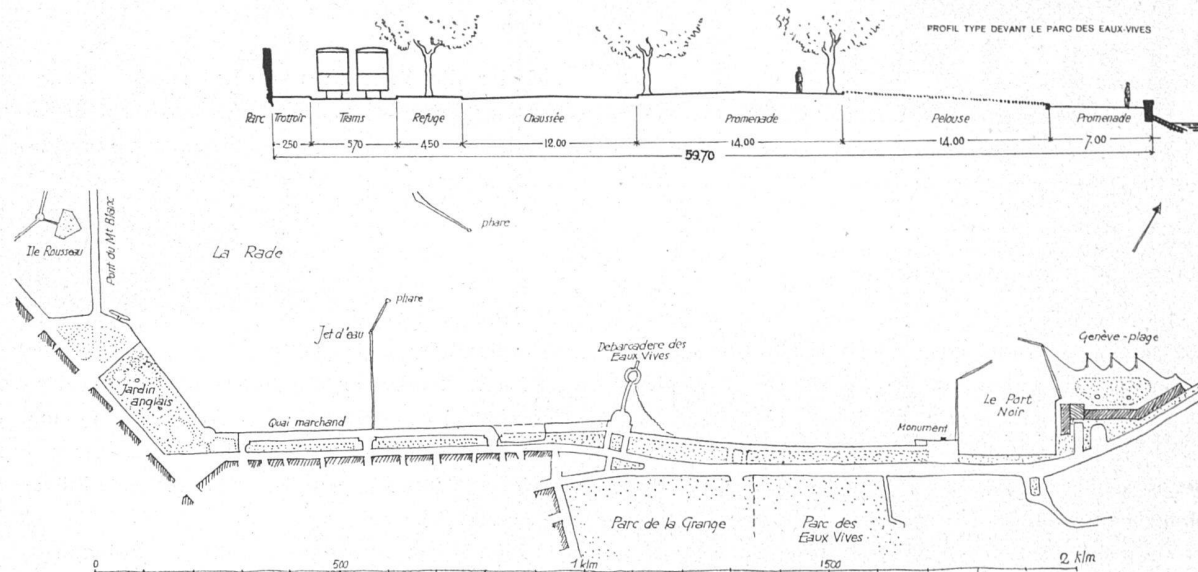 PROFIL TYPE DEVANT LE PARC DES EAUX-VIVES
Parc Trottoir Trams Refuge Chaussée Promenade Pelouse Promenade
2.50 5.70 4.50 12.00 14.00 14.00 7.00
59.70
phare
Ile Rousseau
Pont du Mt Blanc
La Rade
phare
Jet d'eau
Débarcadère des
Eaux Vives
Genève-plage
Jardin
anglais
Le Port
Noir
Quai marchand
Monument
Parc de la Grange
Parc des
Eaux Vives
0 500 1 klm 1500 2 klm